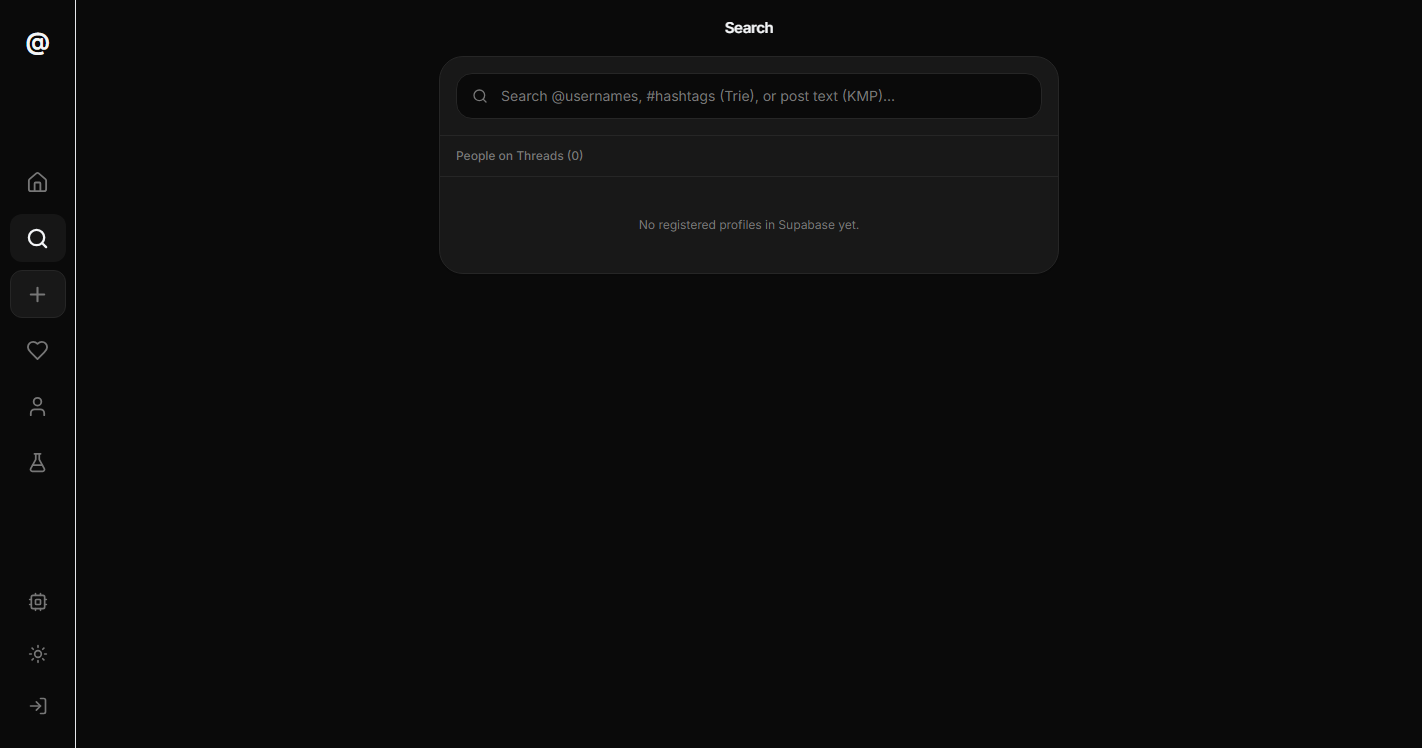 @
Search
Search @usernames, #hashtags (Trie), or post text (KMP)...
People on Threads (0)
No registered profiles in Supabase yet.